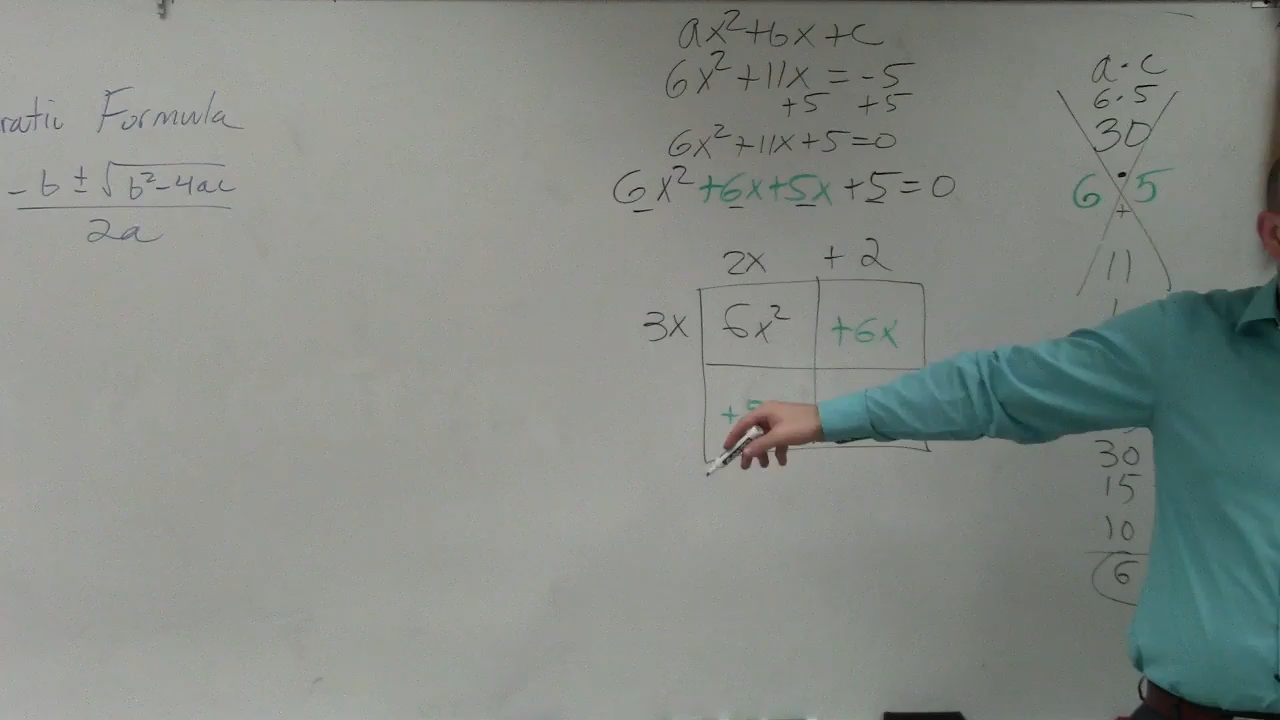 Formula
-b ± √b²-4ac
2a
ax²+bx+c
6x²+11x=-5
+5 +5
6x²+11x+5=0
6x²+6x+5x+5=0
2x +2
3x 6x² +6x
a·c
6·5
30
6 · 5
+
11
30
15
10
6